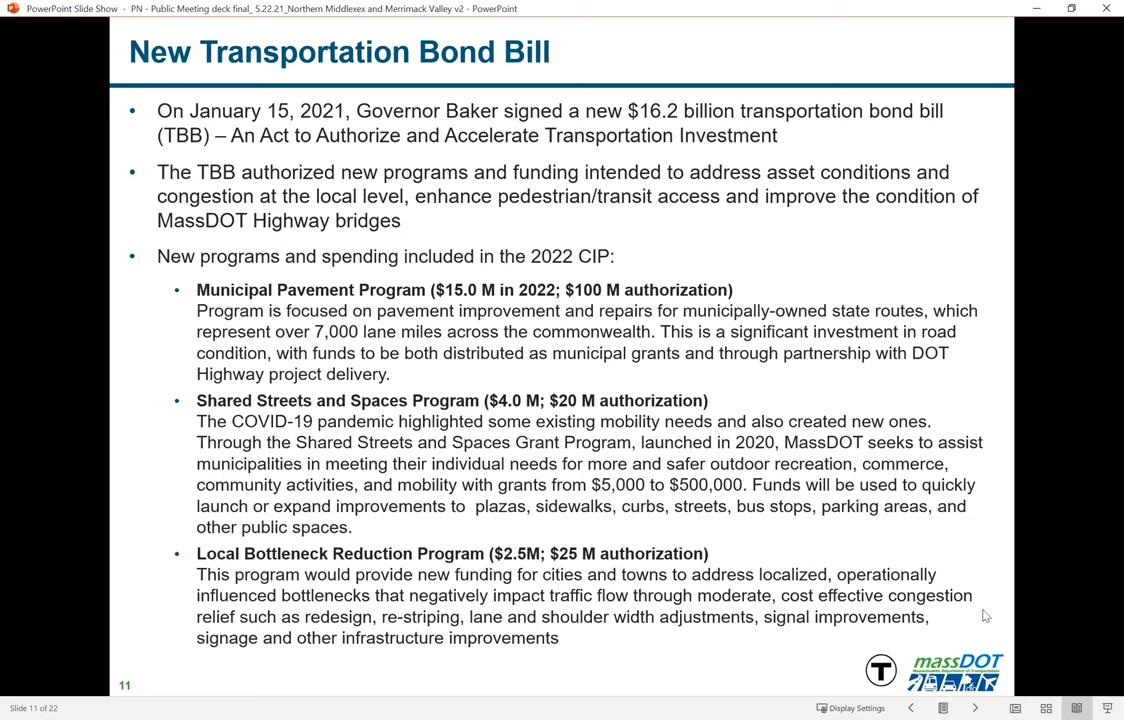 PowerPoint Slide Show - PN - Public Meeting deck final_ 5.22.21_Northern Middlexex and Merrimack Valley v2 - PowerPoint
New Transportation Bond Bill
• On January 15, 2021, Governor Baker signed a new $16.2 billion transportation bond bill
(TBB) – An Act to Authorize and Accelerate Transportation Investment
• The TBB authorized new programs and funding intended to address asset conditions and
congestion at the local level, enhance pedestrian/transit access and improve the condition of
MassDOT Highway bridges
• New programs and spending included in the 2022 CIP:
• Municipal Pavement Program ($15.0 M in 2022; $100 M authorization)
Program is focused on pavement improvement and repairs for municipally-owned state routes, which
represent over 7,000 lane miles across the commonwealth. This is a significant investment in road
condition, with funds to be both distributed as municipal grants and through partnership with DOT
Highway project delivery.
• Shared Streets and Spaces Program ($4.0 M; $20 M authorization)
The COVID-19 pandemic highlighted some existing mobility needs and also created new ones.
Through the Shared Streets and Spaces Grant Program, launched in 2020, MassDOT seeks to assist
municipalities in meeting their individual needs for more and safer outdoor recreation, commerce,
community activities, and mobility with grants from $5,000 to $500,000. Funds will be used to quickly
launch or expand improvements to plazas, sidewalks, curbs, streets, bus stops, parking areas, and
other public spaces.
• Local Bottleneck Reduction Program ($2.5M; $25 M authorization)
This program would provide new funding for cities and towns to address localized, operationally
influenced bottlenecks that negatively impact traffic flow through moderate, cost effective congestion
relief such as redesign, re-striping, lane and shoulder width adjustments, signal improvements,
signage and other infrastructure improvements
T
massDOT
Massachusetts Department of Transportation
11
Slide 11 of 22
Display Settings